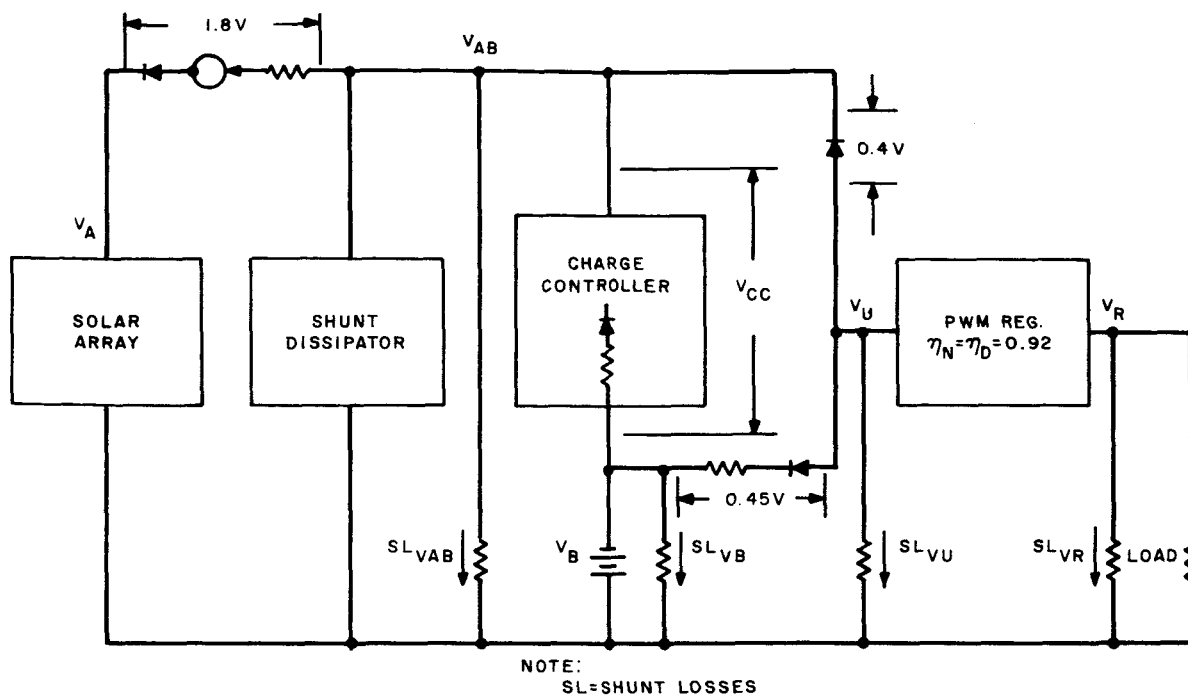 1.8V
V_AB
0.4V
V_A
CHARGE
CONTROLLER
V_CC
SOLAR
ARRAY
SHUNT
DISSIPATOR
V_U
PWM REG.
η_N=η_D=0.92
V_R
0.45V
SL_VAB
V_B
SL_VB
SL_VU
SL_VR
LOAD
NOTE:
SL=SHUNT LOSSES